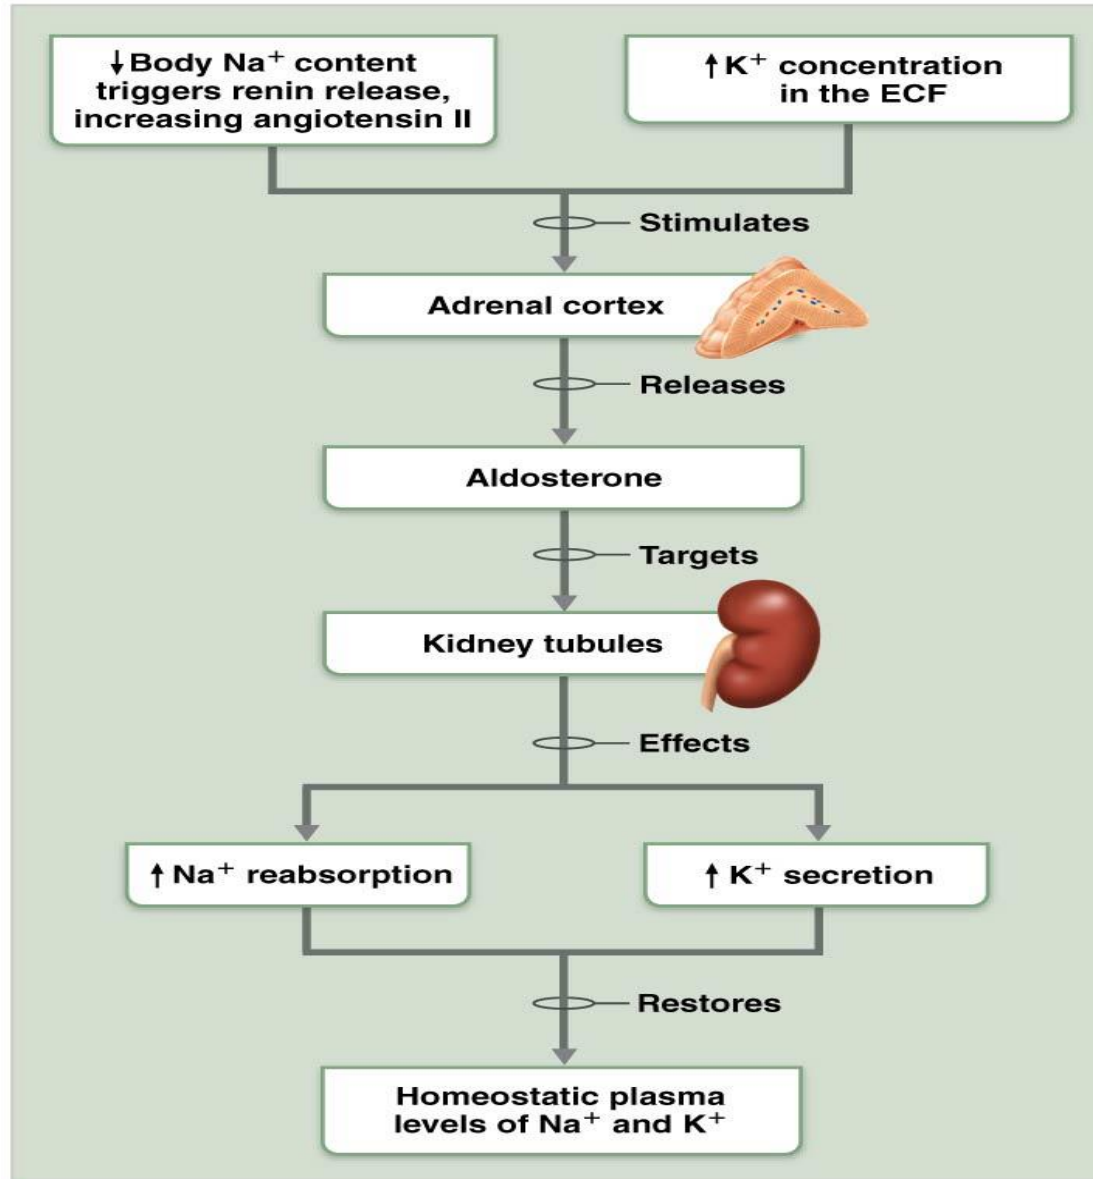 ↓Body Na⁺ content
triggers renin release,
increasing angiotensin II
↑K⁺ concentration
in the ECF
Stimulates
Adrenal cortex
Releases
Aldosterone
Targets
Kidney tubules
Effects
↑Na⁺ reabsorption
↑K⁺ secretion
Restores
Homeostatic plasma
levels of Na⁺ and K⁺